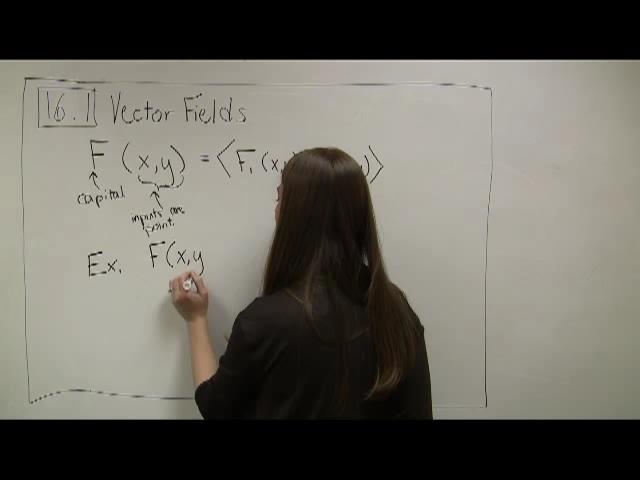 16.1 Vector Fields
F (x,y) = ⟨F₁(x, y)⟩
capital
inputs are
point
Ex. F(x,y